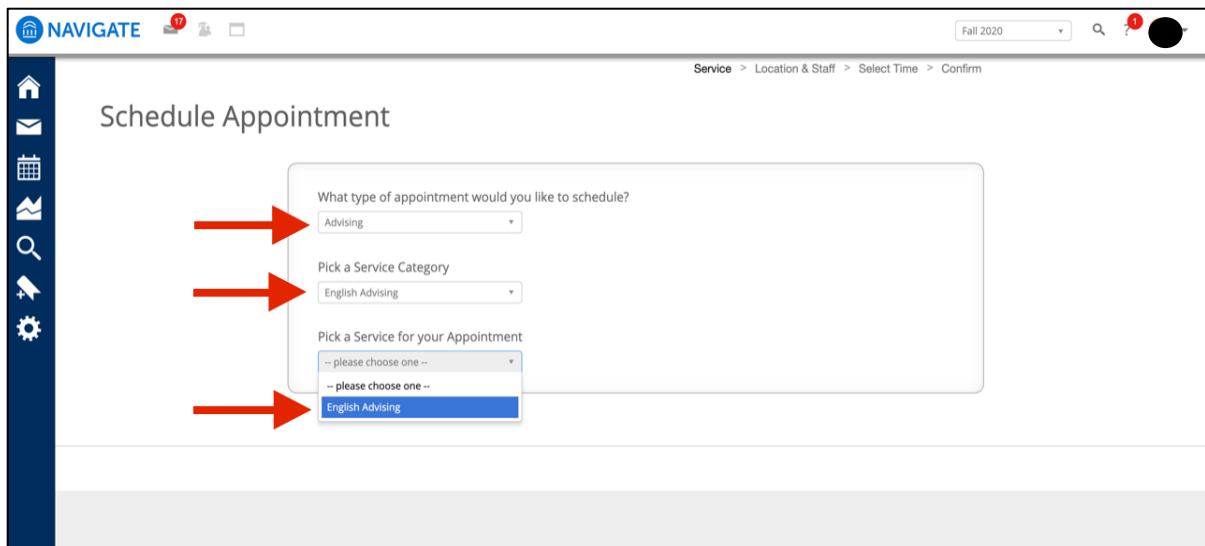 NAVIGATE
17
Fall 2020
?
1
Service > Location & Staff > Select Time > Confirm
Schedule Appointment
What type of appointment would you like to schedule?
Advising
Pick a Service Category
English Advising
Pick a Service for your Appointment
-- please choose one --
-- please choose one --
English Advising